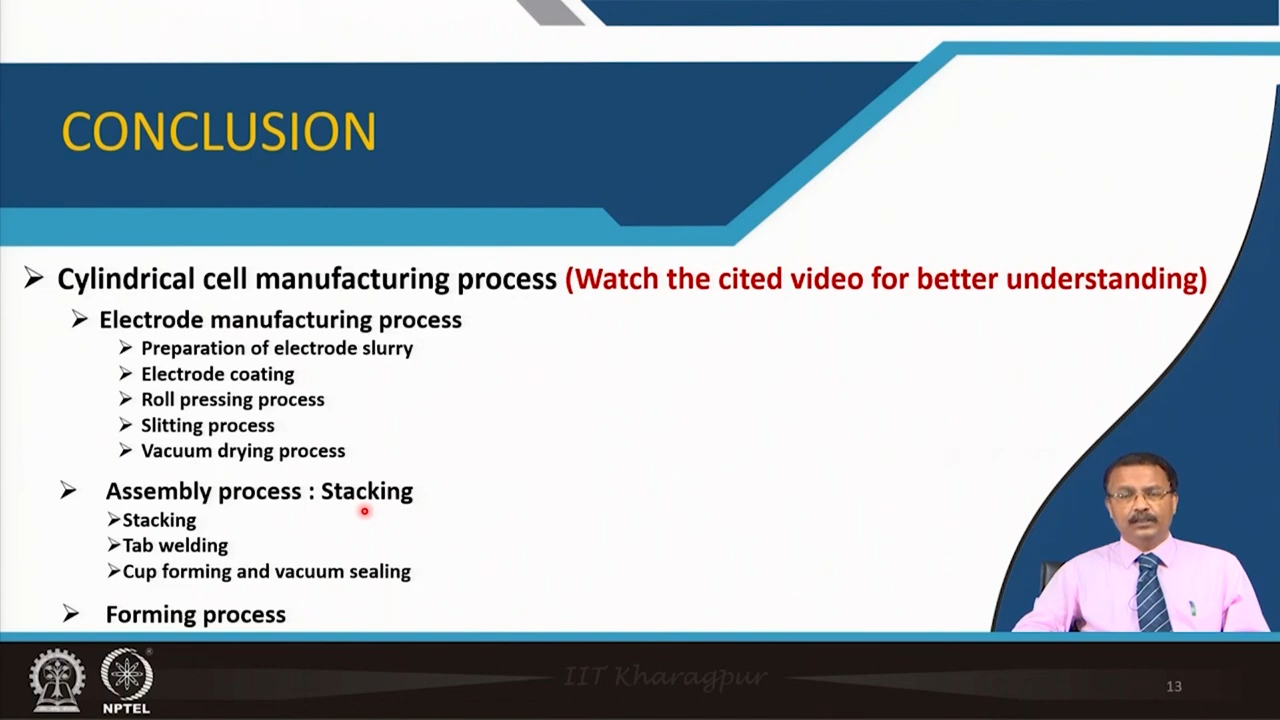 CONCLUSION
➢ Cylindrical cell manufacturing process (Watch the cited video for better understanding)
➢ Electrode manufacturing process
➢ Preparation of electrode slurry
➢ Electrode coating
➢ Roll pressing process
➢ Slitting process
➢ Vacuum drying process
➢ Assembly process : Stacking
➢Stacking
➢Tab welding
➢Cup forming and vacuum sealing
➢ Forming process
IIT Kharagpur
NPTEL
13